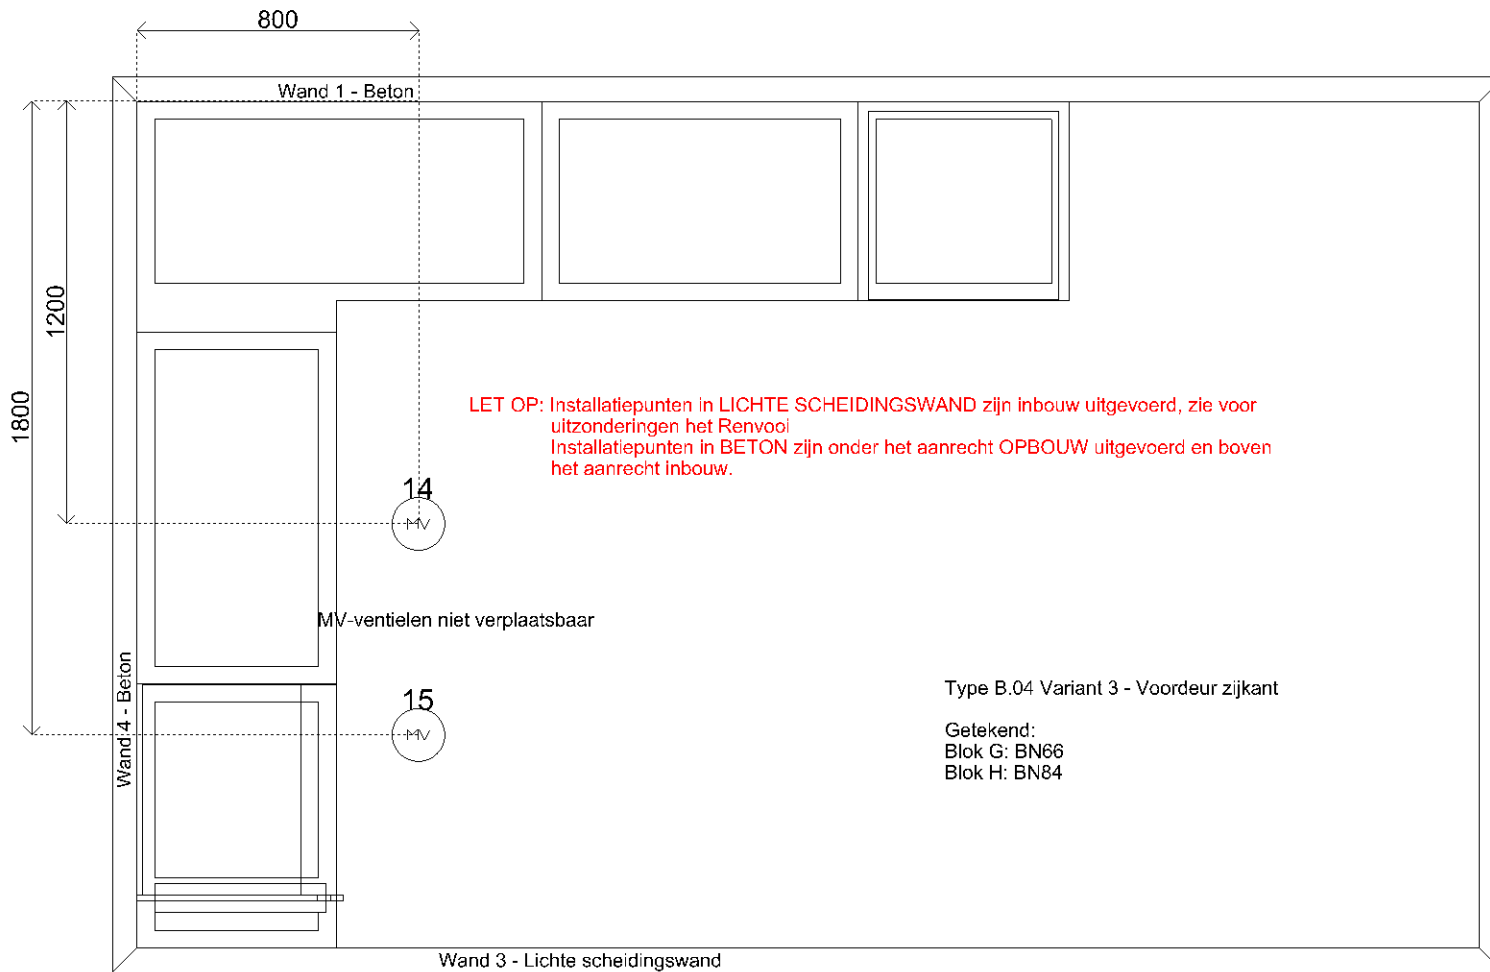 800
Wand 1 - Beton
1200
1800
LET OP: Installatiepunten in LICHTE SCHEIDINGSWAND zijn inbouw uitgevoerd, zie voor
uitzonderingen het Renvooi
Installatiepunten in BETON zijn onder het aanrecht OPBOUW uitgevoerd en boven
het aanrecht inbouw.
14
MV
MV-ventielen niet verplaatsbaar
Wand 4 - Beton
15
MV
Type B.04 Variant 3 - Voordeur zijkant
Getekend:
Blok G: BN66
Blok H: BN84
Wand 3 - Lichte scheidingswand